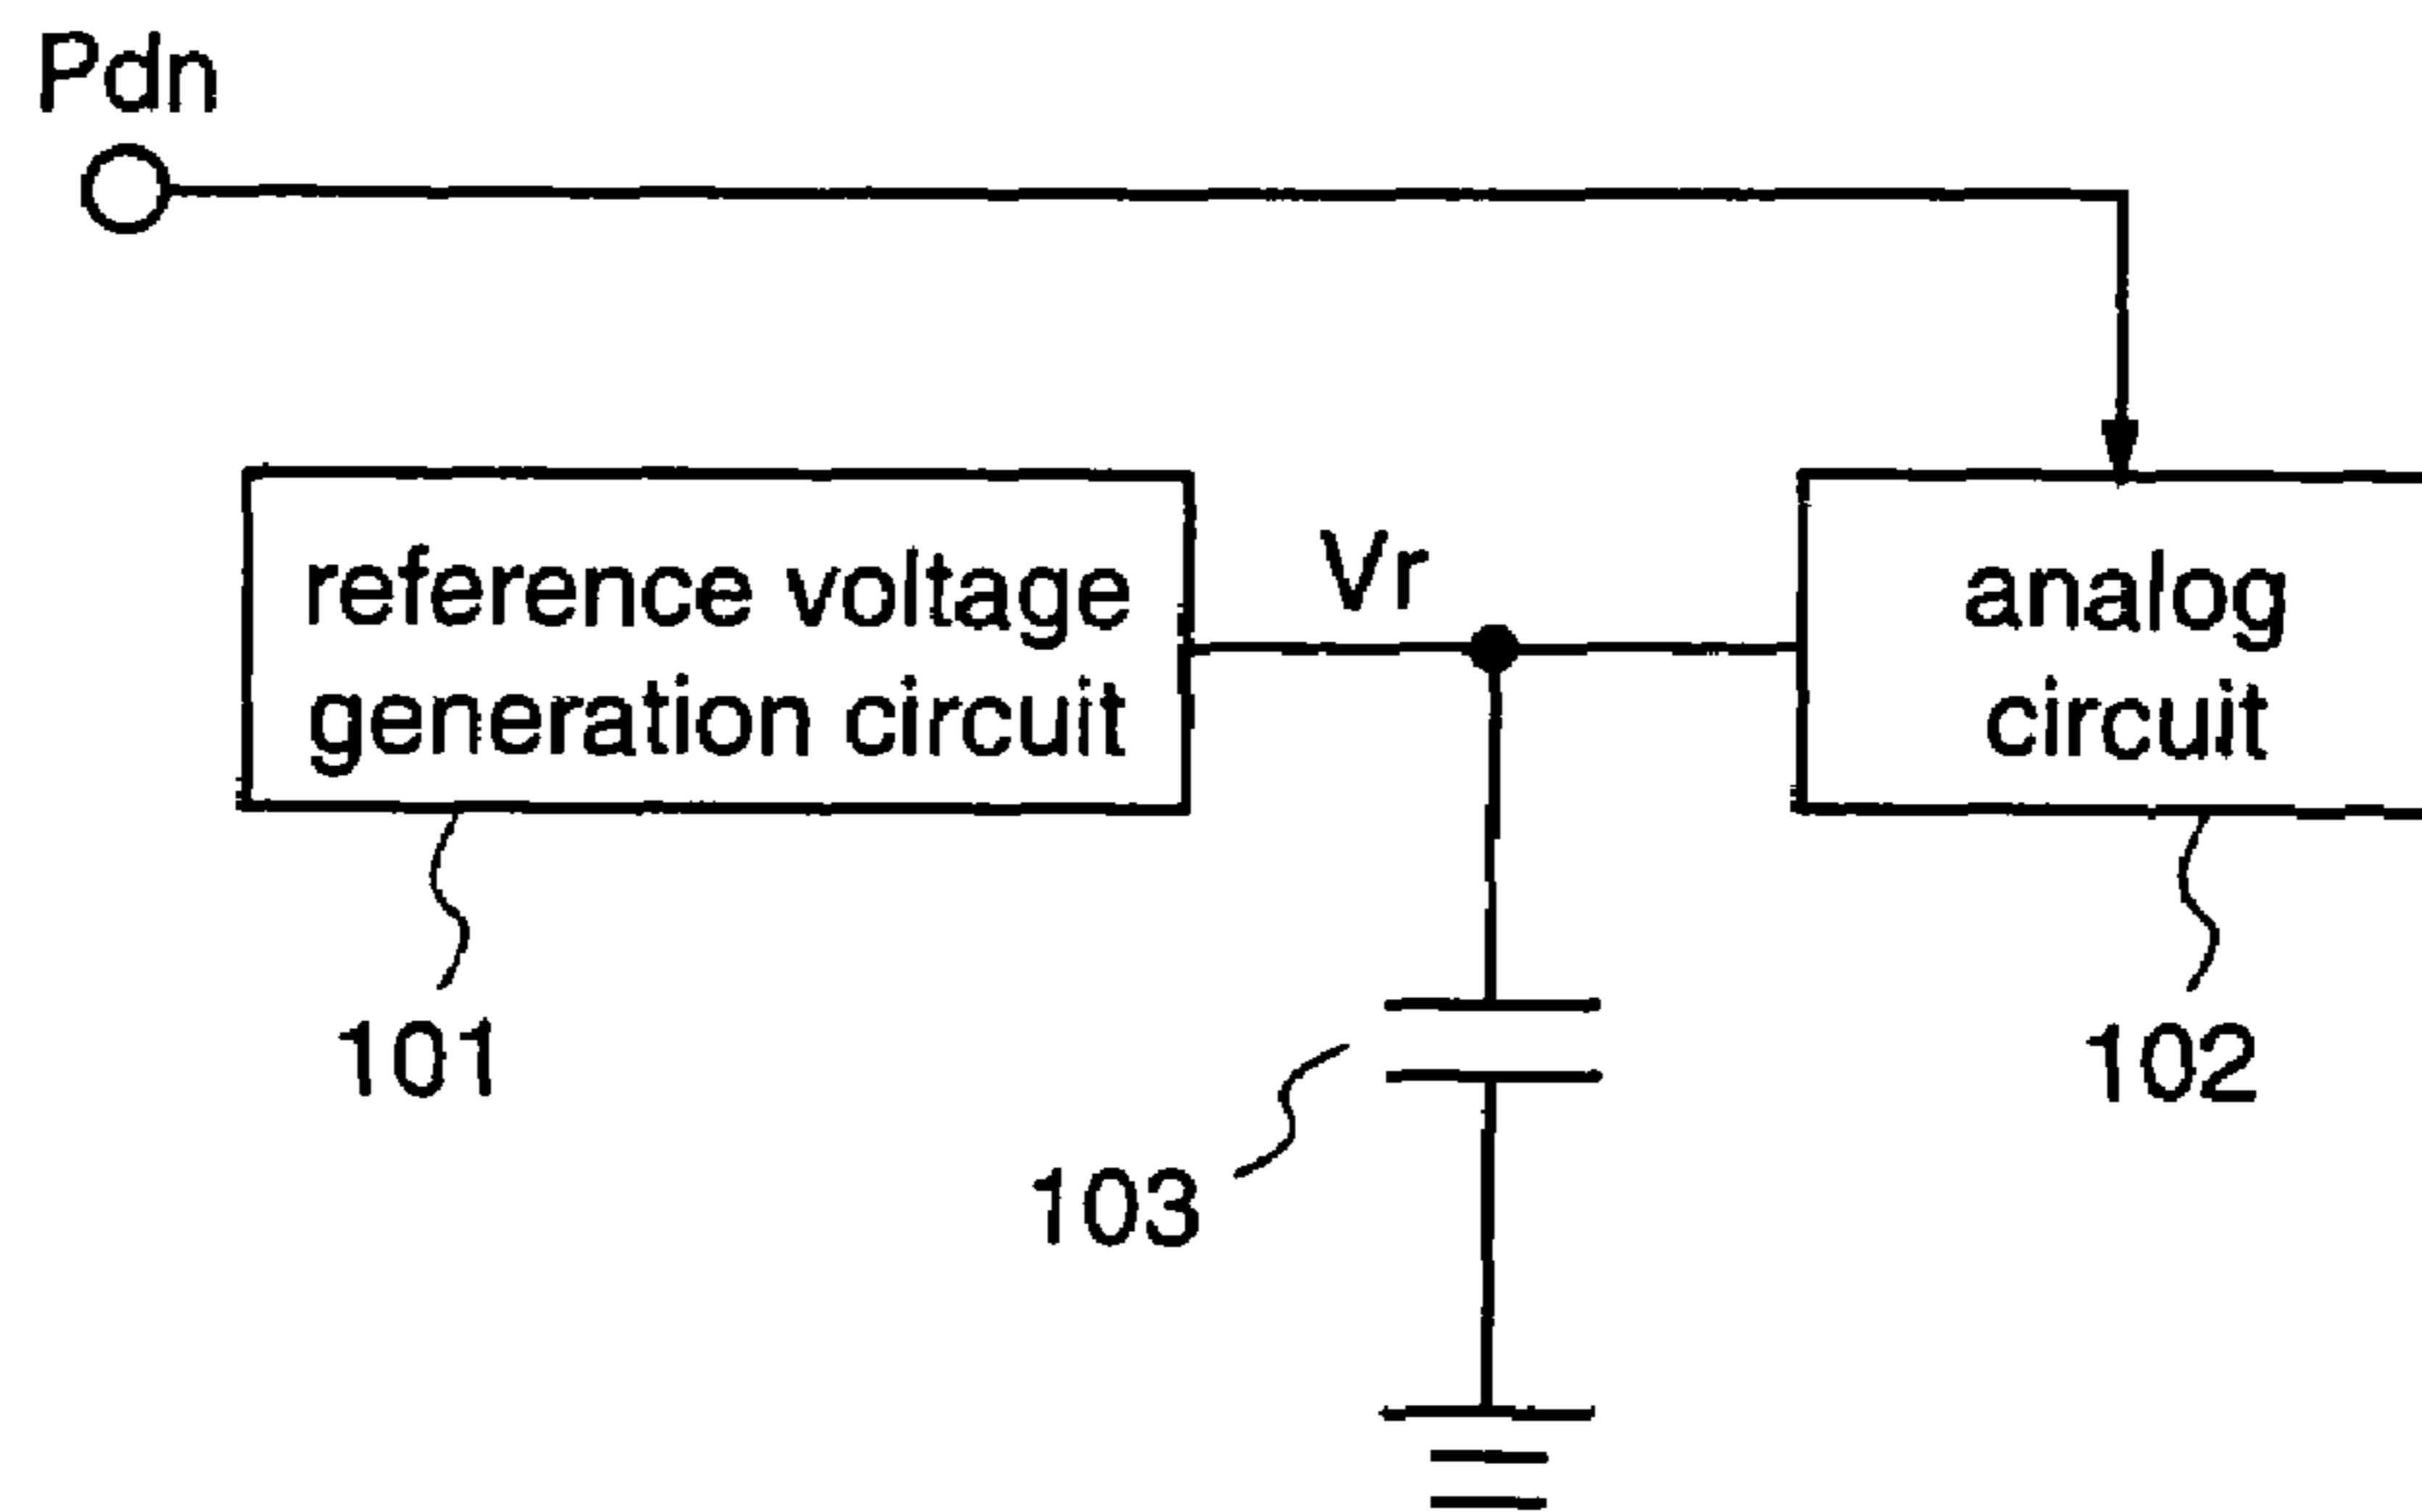 Pdn
reference voltage
generation circuit
Vr
analog
circuit
101
102
103